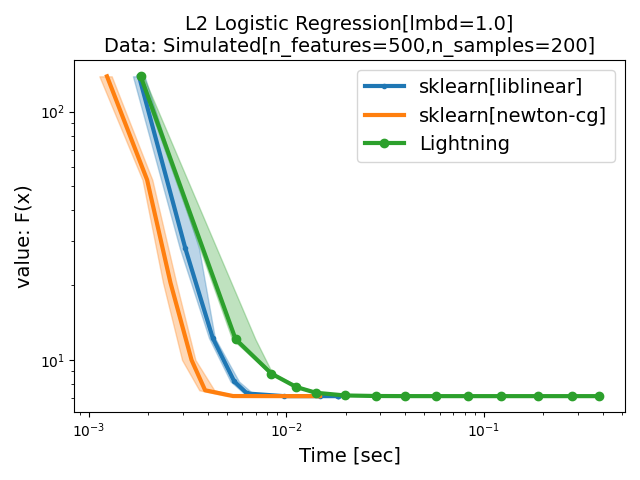 L2 Logistic Regression[lmbd=1.0]
Data: Simulated[n_features=500,n_samples=200]
value: F(x)
10²
10¹
sklearn[liblinear]
sklearn[newton-cg]
Lightning
10⁻³ 10⁻² 10⁻¹
Time [sec]